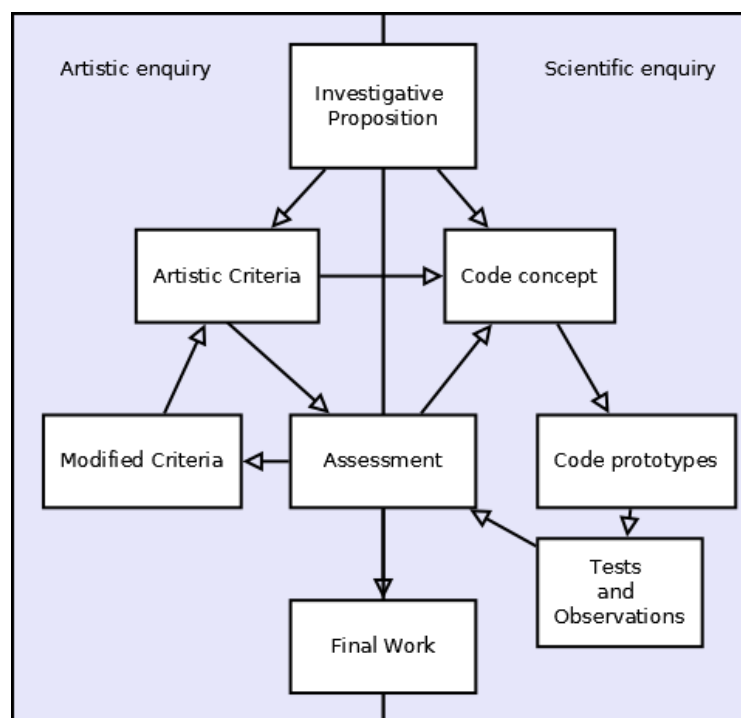 Artistic enquiry
Scientific enquiry
Investigative
Proposition
Artistic Criteria
Code concept
Modified Criteria
Assessment
Code prototypes
Tests
and
Observations
Final Work